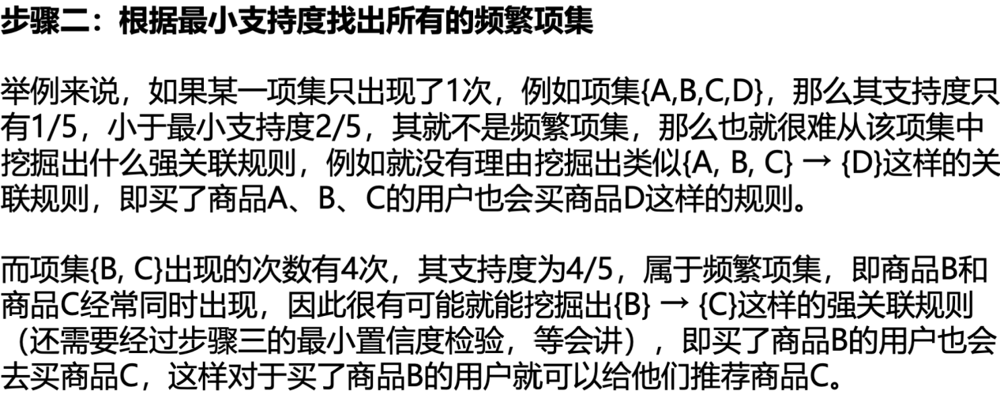 步骤二：根据最小支持度找出所有的频繁项集
举例来说，如果某一项集只出现了1次，例如项集{A,B,C,D}，那么其支持度只
有1/5，小于最小支持度2/5，其就不是频繁项集，那么也就很难从该项集中
挖掘出什么强关联规则，例如就没有理由挖掘出类似{A, B, C} → {D}这样的关
联规则，即买了商品A、B、C的用户也会买商品D这样的规则。
而项集{B, C}出现的次数有4次，其支持度为4/5，属于频繁项集，即商品B和
商品C经常同时出现，因此很有可能就能挖掘出{B} → {C}这样的强关联规则
（还需要经过步骤三的最小置信度检验，等会讲），即买了商品B的用户也会
去买商品C，这样对于买了商品B的用户就可以给他们推荐商品C。